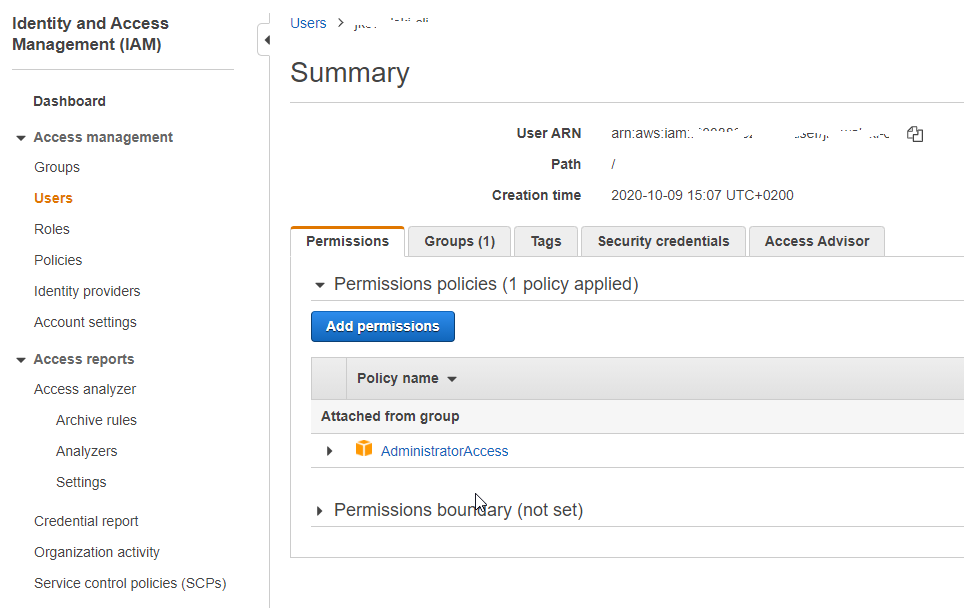 Identity and Access
Management (IAM)
Dashboard
Access management
Groups
Users
Roles
Policies
Identity providers
Account settings
Access reports
Access analyzer
Archive rules
Analyzers
Settings
Credential report
Organization activity
Service control policies (SCPs)
Users >
Summary
User ARN arn:aws:iam:
Path /
Creation time 2020-10-09 15:07 UTC+0200
Permissions Groups (1) Tags Security credentials Access Advisor
Permissions policies (1 policy applied)
Add permissions
Policy name
Attached from group
AdministratorAccess
Permissions boundary (not set)